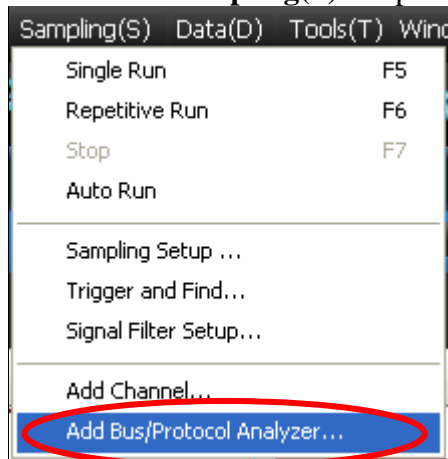 Sampling(S) Data(D) Tools(T) Wind
Single Run F5
Repetitive Run F6
Stop F7
Auto Run
Sampling Setup ...
Trigger and Find...
Signal Filter Setup...
Add Channel...
Add Bus/Protocol Analyzer...